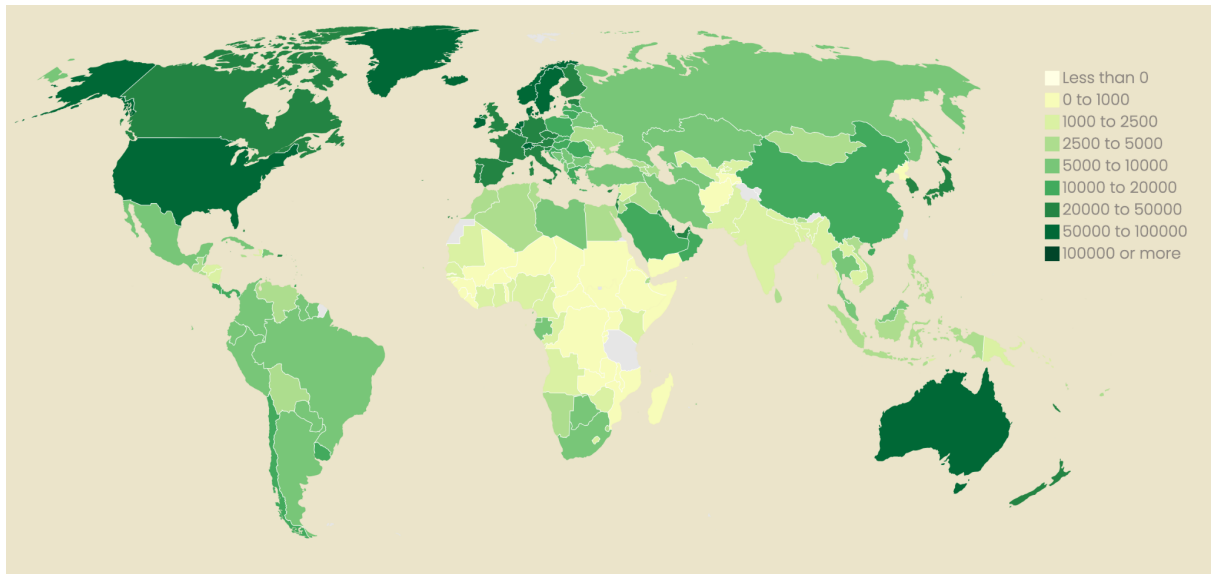 Less than 0
0 to 1000
1000 to 2500
2500 to 5000
5000 to 10000
10000 to 20000
20000 to 50000
50000 to 100000
100000 or more